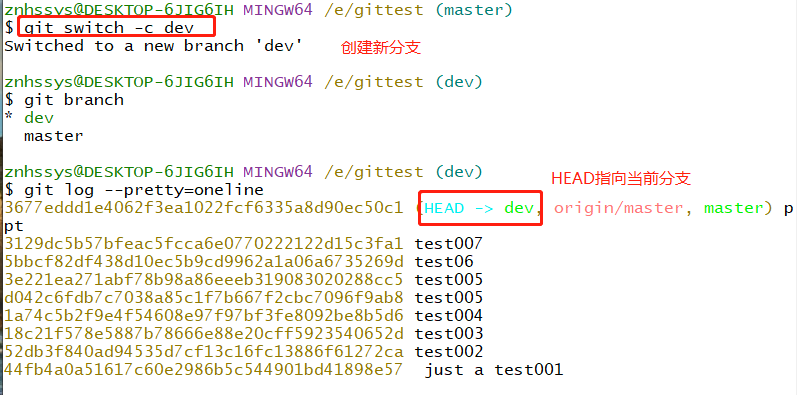 znhssys@DESKTOP-6JIG6IH MINGW64 /e/gittest (master)
$ git switch -c dev
Switched to a new branch 'dev' 创建新分支
znhssys@DESKTOP-6JIG6IH MINGW64 /e/gittest (dev)
$ git branch
* dev
  master
znhssys@DESKTOP-6JIG6IH MINGW64 /e/gittest (dev)
HEAD指向当前分支
$ git log --pretty=oneline
3677eddd1e4062f3ea1022fcf6335a8d90ec50c1 (HEAD -> dev, origin/master, master) p
pt
3129dc5b57bfeac5fcca6e0770222122d15c3fa1 test007
5bbcf82df438d10ec5b9cd9962a1a06a6735269d test06
3e221ea271abf78b98a86eeeb319083020288cc5 test005
d042c6fdb7c7038a85c1f7b667f2cbc7096f9ab8 test005
1a74c5b2f9e4f54608e97f97bf3fe8092be8b5d6 test004
18c21f578e5887b78666e88e20cff5923540652d test003
52db3f840ad94535d7cf13c16fc13886f61272ca test002
44fb4a0a51617c60e2986b5c544901bd41898e57  just a test001